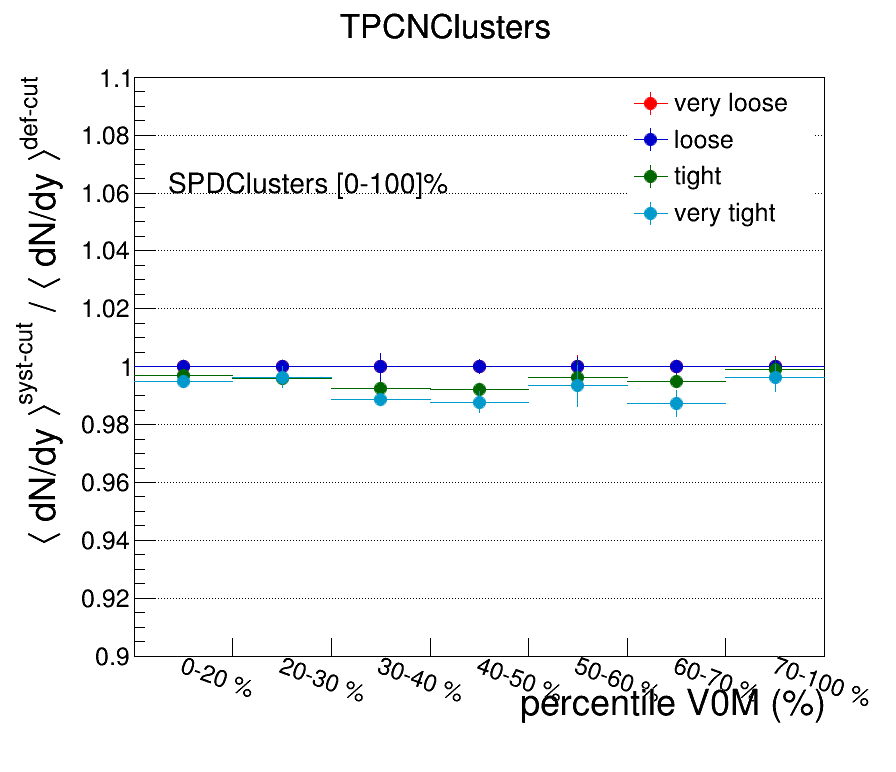 TPCNClusters
⟨ dN/dy ⟩^syst-cut / ⟨ dN/dy ⟩^def-cut
1.1
1.08
1.06
1.04
1.02
1
0.98
0.96
0.94
0.92
0.9
SPDClusters [0-100]%
very loose
loose
tight
very tight
0-20 %
20-30 %
30-40 %
40-50 %
50-60 %
60-70 %
70-100 %
percentile V0M (%)